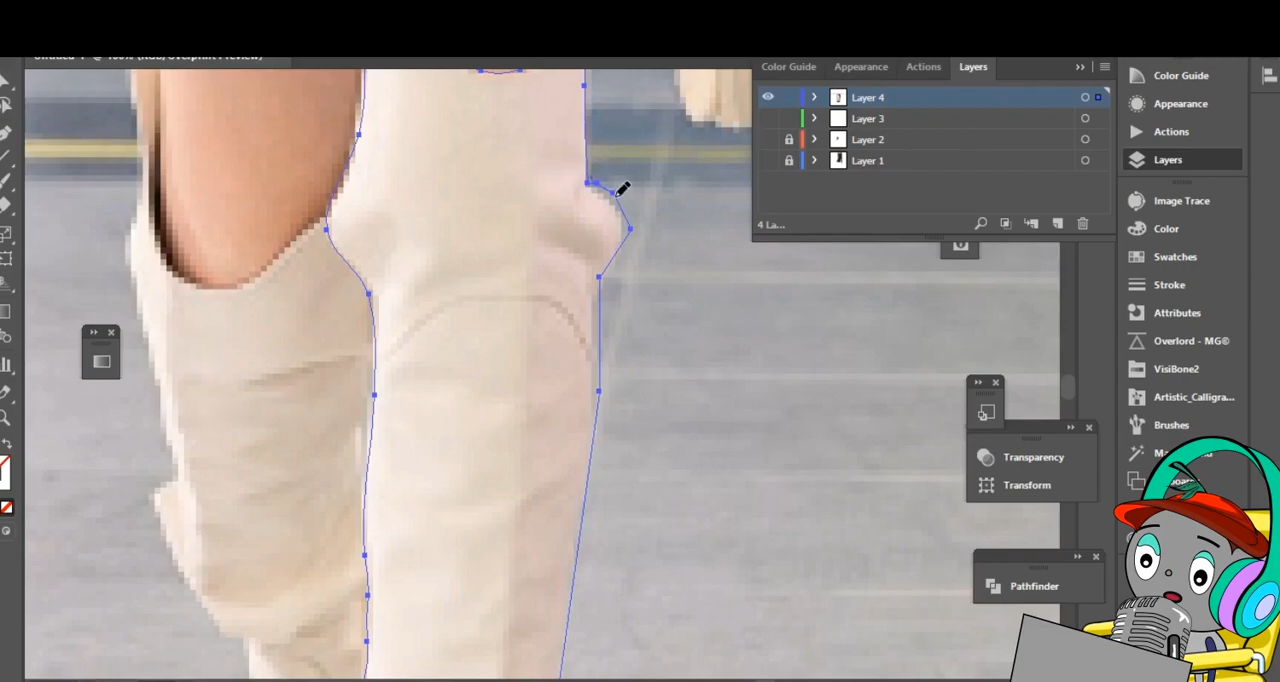 Color Guide Appearance Actions Layers
Layer 4
Layer 3
Layer 2
Layer 1
4 La...
Color Guide
Appearance
Actions
Layers
Image Trace
Color
Swatches
Stroke
Attributes
Overlord - MG®
VisiBone2
Artistic_Calligra...
Brushes
Transparency
Transform
Pathfinder